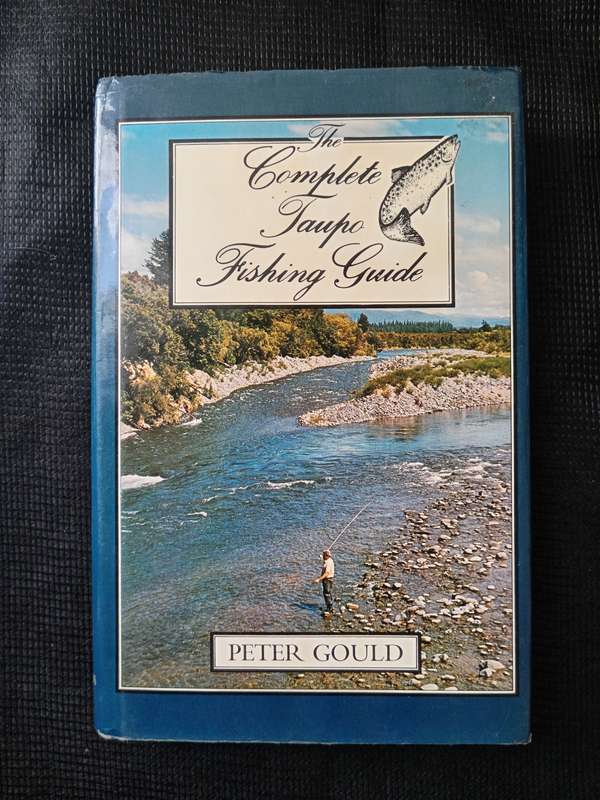 The
Complete
Taupo
Fishing Guide
PETER GOULD